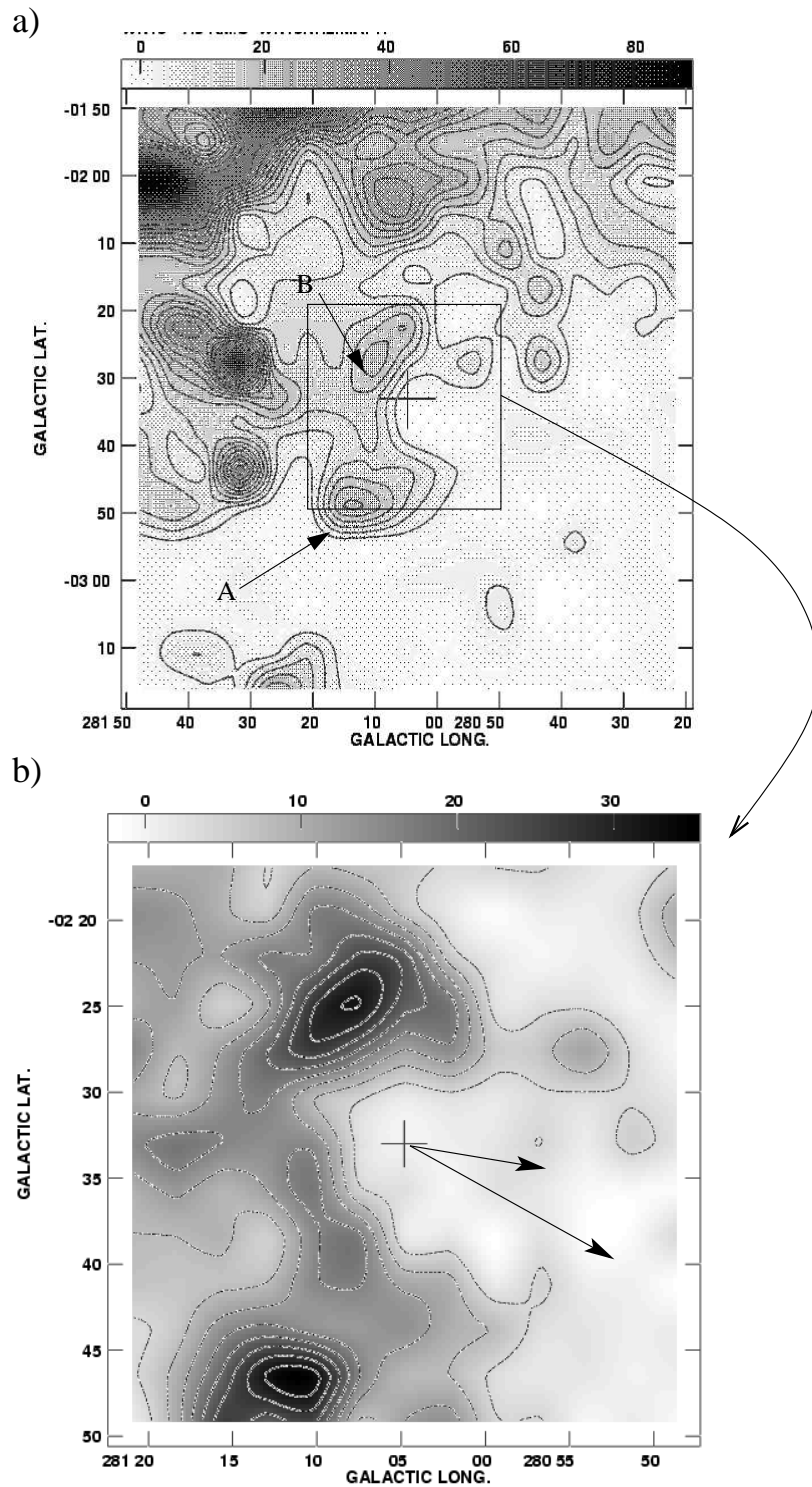 a)
0 20 40 60 80
-01 50
-02 00
10
B
20
30
GALACTIC LAT.
40
50
A
-03 00
10
281 50 40 30 20 10 00 280 50 40 30 20
GALACTIC LONG.
b)
0 10 20 30
-02 20
25
30
GALACTIC LAT.
35
40
45
50
281 20 15 10 05 00 280 55 50
GALACTIC LONG.